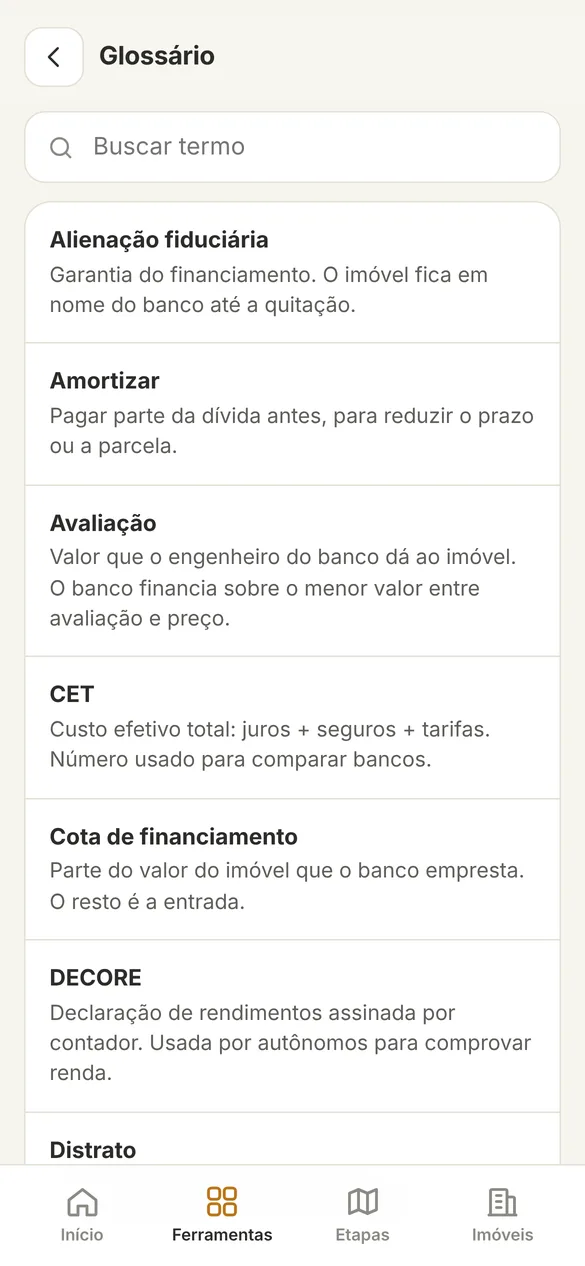 Glossário
Buscar termo
Alienação fiduciária
Garantia do financiamento. O imóvel fica em
nome do banco até a quitação.
Amortizar
Pagar parte da dívida antes, para reduzir o prazo
ou a parcela.
Avaliação
Valor que o engenheiro do banco dá ao imóvel.
O banco financia sobre o menor valor entre
avaliação e preço.
CET
Custo efetivo total: juros + seguros + tarifas.
Número usado para comparar bancos.
Cota de financiamento
Parte do valor do imóvel que o banco empresta.
O resto é a entrada.
DECORE
Declaração de rendimentos assinada por
contador. Usada por autônomos para comprovar
renda.
Distrato
Início
Ferramentas
Etapas
Imóveis